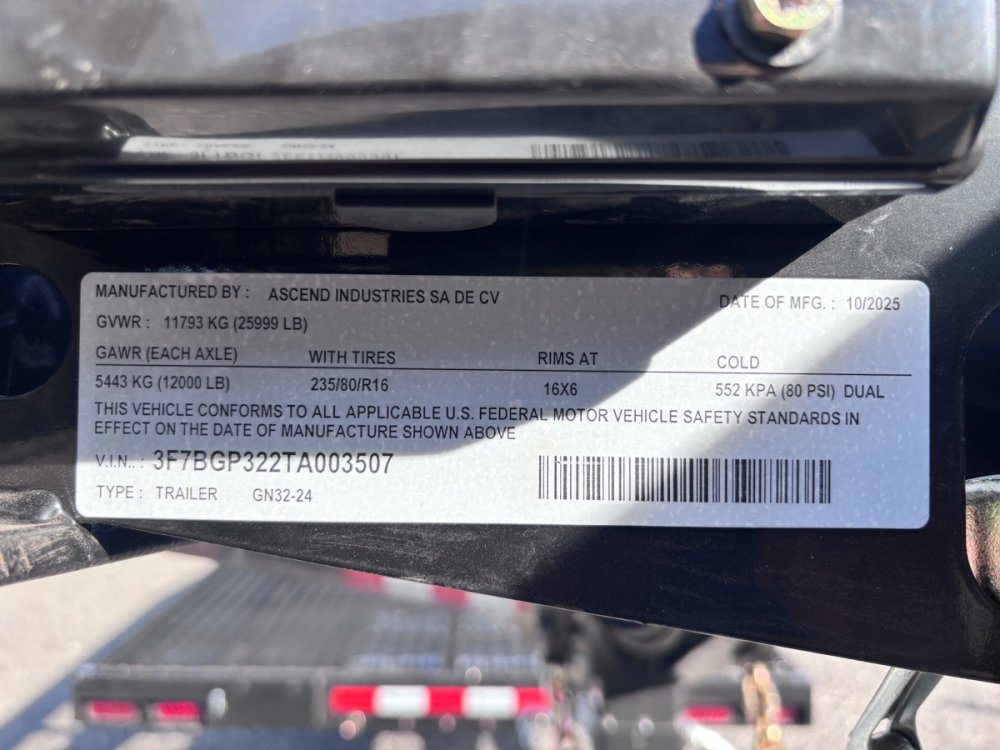 MANUFACTURED BY : ASCEND INDUSTRIES SA DE CV DATE OF MFG. : 10/2025
GVWR : 11793 KG (25999 LB)
GAWR (EACH AXLE) WITH TIRES RIMS AT COLD
5443 KG (12000 LB) 235/80/R16 16X6 552 KPA (80 PSI) DUAL
THIS VEHICLE CONFORMS TO ALL APPLICABLE U.S. FEDERAL MOTOR VEHICLE SAFETY STANDARDS IN
EFFECT ON THE DATE OF MANUFACTURE SHOWN ABOVE
V.I.N.. : 3F7BGP322TA003507
TYPE : TRAILER GN32-24